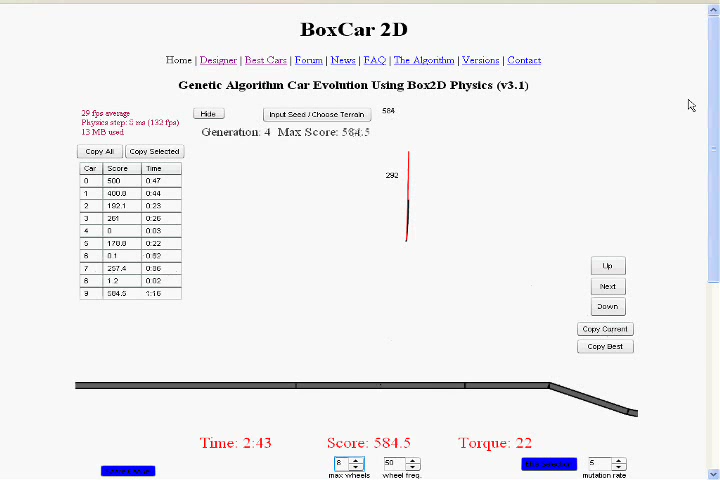 BoxCar 2D
Home | Designer | Best Cars | Forum | News | FAQ | The Algorithm | Versions | Contact
Genetic Algorithm Car Evolution Using Box2D Physics (v3.1)
29 fps average
Physics step: 8 ms (132 fps)
13 MB used
Hide
Input Seed / Choose Terrain
584
Generation: 4 Max Score: 584.5
Copy All
Copy Selected
Car Score Time
0 500 0:47
1 400.8 0:44
2 192.1 0:23
3 261 0:26
4 0 0:03
5 178.8 0:22
6 0.1 0:52
7 257.4 0:86
8 1.2 0:02
9 584.5 1:16
292
Up
Next
Down
Copy Current
Copy Best
Time: 2:43
Score: 584.5
Torque: 22
8
50
5
max wheels
wheel freq.
mutation rate